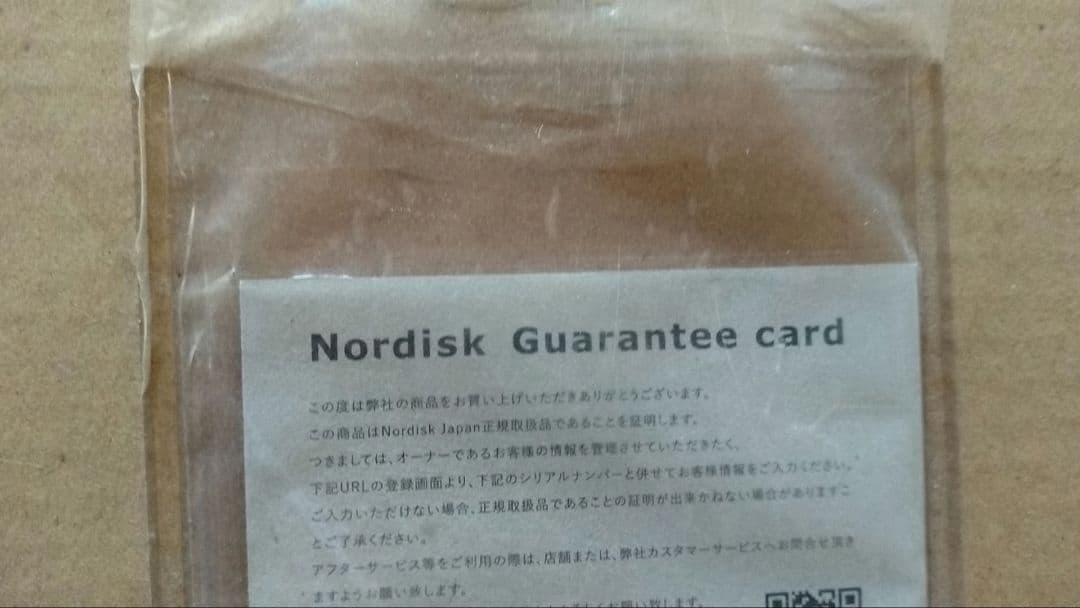 Nordisk Guarantee card
この度は弊社の商品をお買い上げいただきありがとうございます。
この商品はNordisk Japan正規取扱品であることを証明します。
つきましては、オーナーであるお客様の情報を管理させていただきたく、
下記URLの登録画面より、下記のシリアルナンバーと併せてお客様情報をご入力ください。
ご入力いただけない場合、正規取扱品であることの証明が出来かねない場合がありますこ
とご了承ください。
アフターサービス等をご利用の際は、店舗または、弊社カスタマーサービスへお問合せ頂き
ますようお願い致します。
お願い致します。